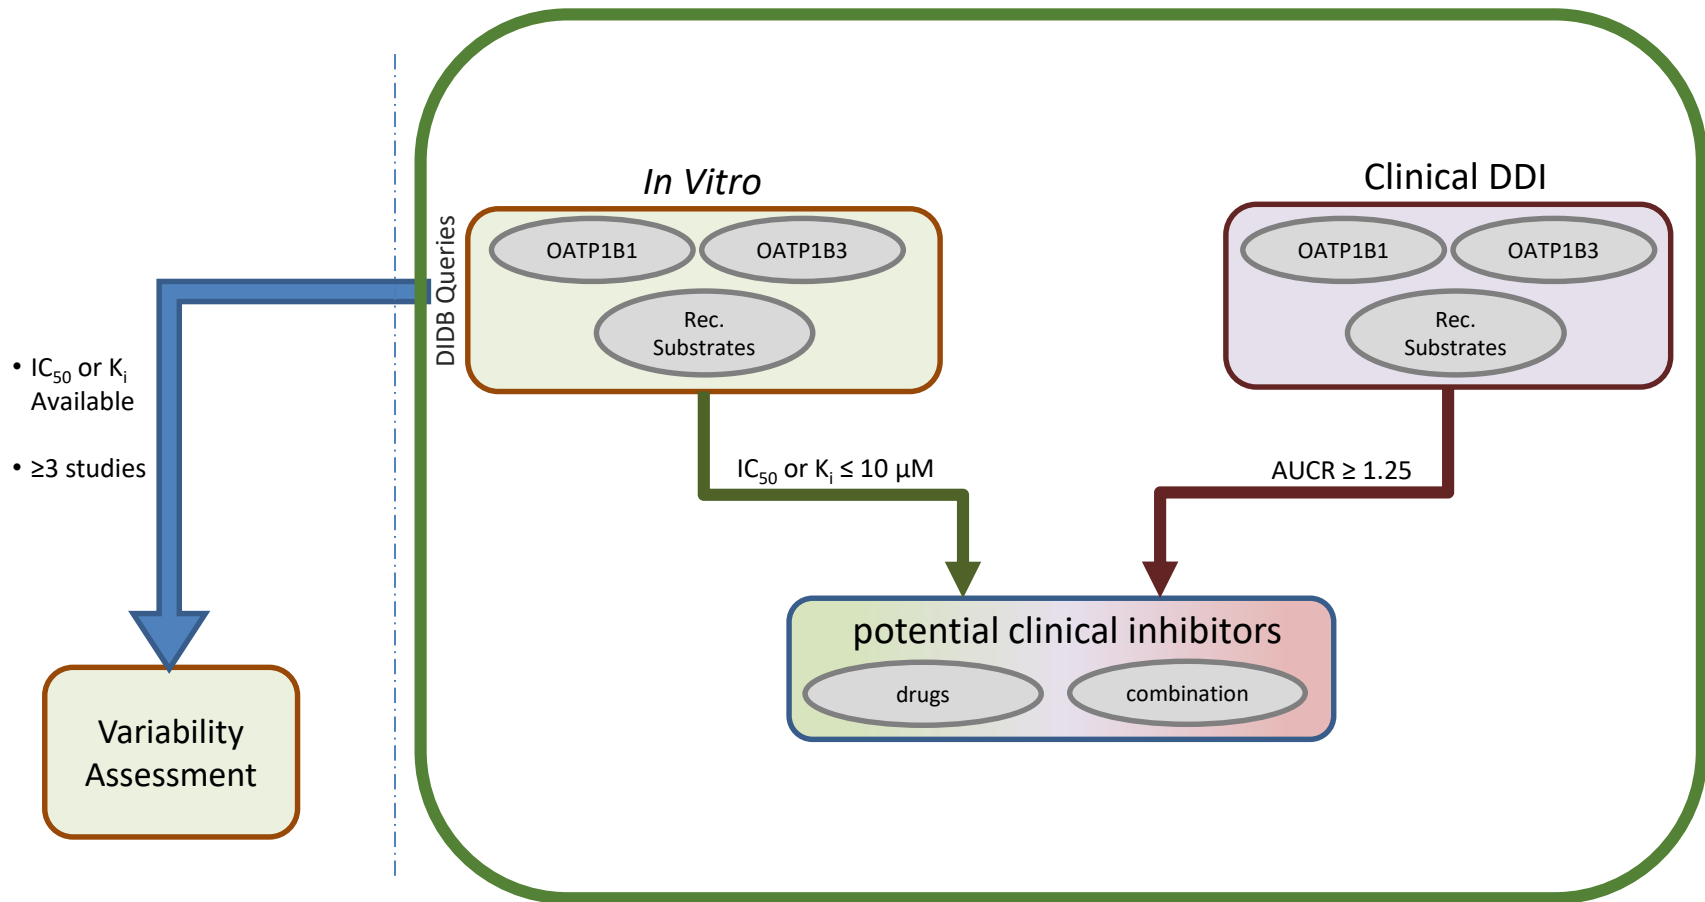 In Vitro
Clinical DDI
DIDB Queries
OATP1B1
OATP1B3
Rec.
Substrates
OATP1B1
OATP1B3
Rec.
Substrates
• IC50 or Ki
Available
• ≥3 studies
IC50 or Ki ≤ 10 µM
AUCR ≥ 1.25
potential clinical inhibitors
drugs
combination
Variability
Assessment